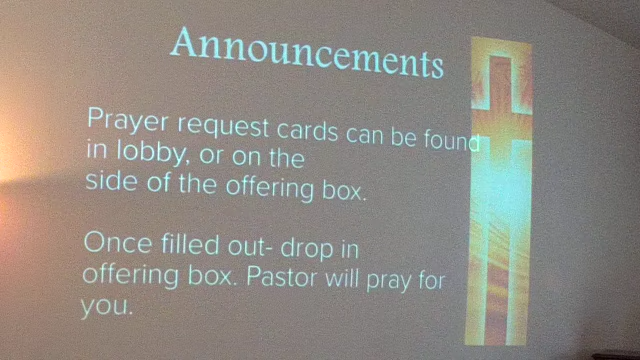 Announcements
Prayer request cards can be found
in lobby, or on the
side of the offering box.
Once filled out- drop in
offering box. Pastor will pray for
you.